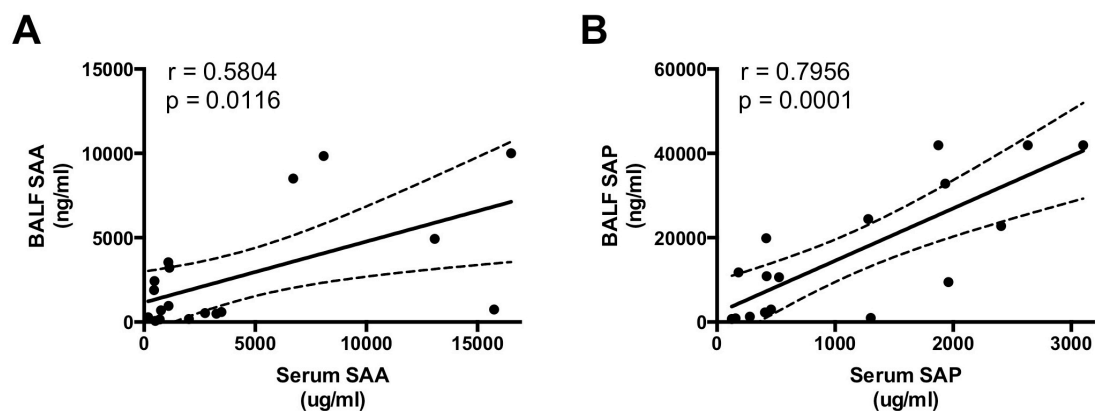 A
r = 0.5804
p = 0.0116
BALF SAA
(ng/ml)
15000
10000
5000
0
0 5000 10000 15000
Serum SAA
(ug/ml)
B
r = 0.7956
p = 0.0001
BALF SAP
(ng/ml)
60000
40000
20000
0
0 1000 2000 3000
Serum SAP
(ug/ml)